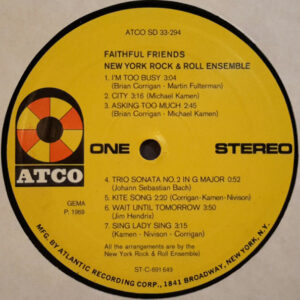 ATCO SD 33-294
FAITHFUL FRIENDS
NEW YORK ROCK & ROLL ENSEMBLE
1. I'M TOO BUSY 3:04
(Brian Corrigan - Martin Fulterman)
2. CITY 3:16 (Michael Kamen)
3. ASKING TOO MUCH 2:45
(Brian Corrigan - Michael Kamen)
ATCO
ONE
STEREO
GEMA
P. 1969
4. TRIO SONATA NO. 2 IN G MAJOR 0:52
(Johann Sebastian Bach)
5. KITE SONG 2:20 (Corrigan-Kamen-Nivison)
6. WAIT UNTIL TOMORROW 3:50
(Jim Hendrix)
7. SING LADY SING 3:15
(Kamen - Nivison - Corrigan)
All the arrangements are by the
New York Rock & Roll Ensemble)
ST-C-691 649
MFG. BY ATLANTIC RECORDING CORP., 1841 BROADWAY, NEW YORK, N.Y.